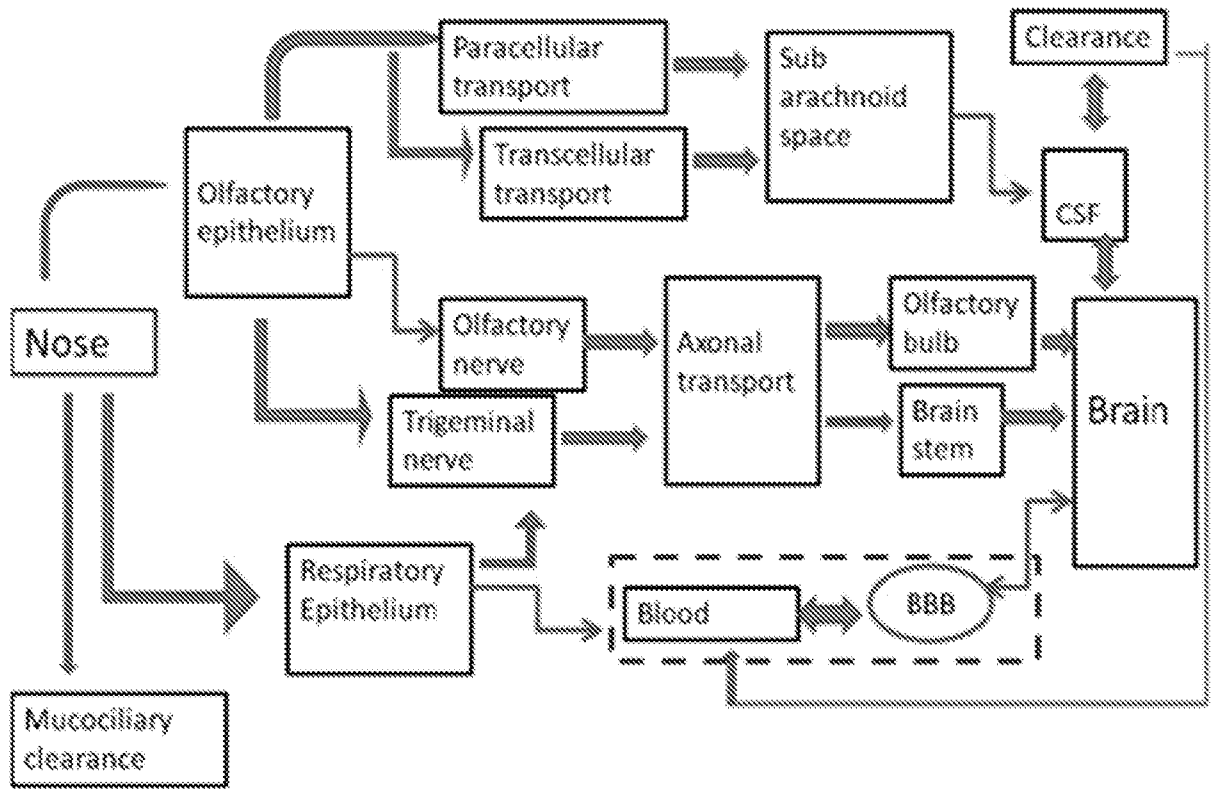 Paracellular
transport
Sub
arachnoid
space
Clearance
Transcellular
transport
Olfactory
epithelium
CSF
Nose
Olfactory
nerve
Axonal
transport
Olfactory
bulb
Brain
Trigeminal
nerve
Brain
stem
Respiratory
Epithelium
Blood
BBB
Mucociliary
clearance